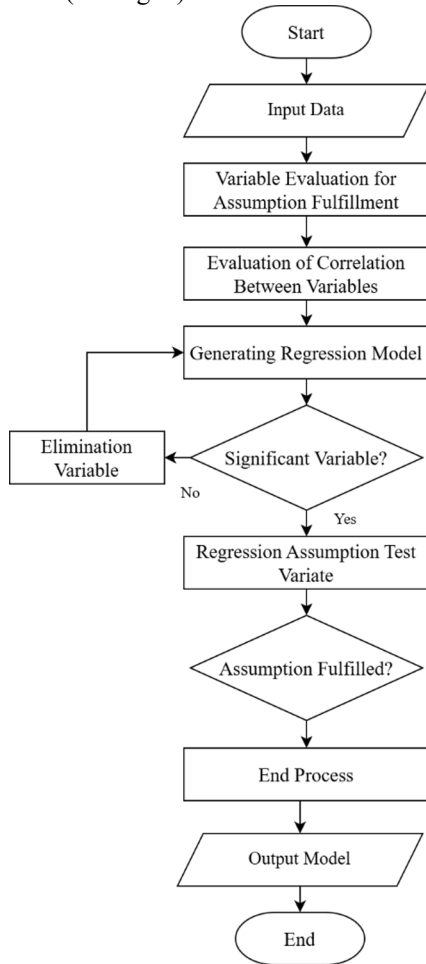 Start
Input Data
Variable Evaluation for
Assumption Fulfillment
Evaluation of Correlation
Between Variables
Generating Regression Model
Elimination
Variable
Significant Variable?
No
Yes
Regression Assumption Test
Variate
Assumption Fulfilled?
End Process
Output Model
End